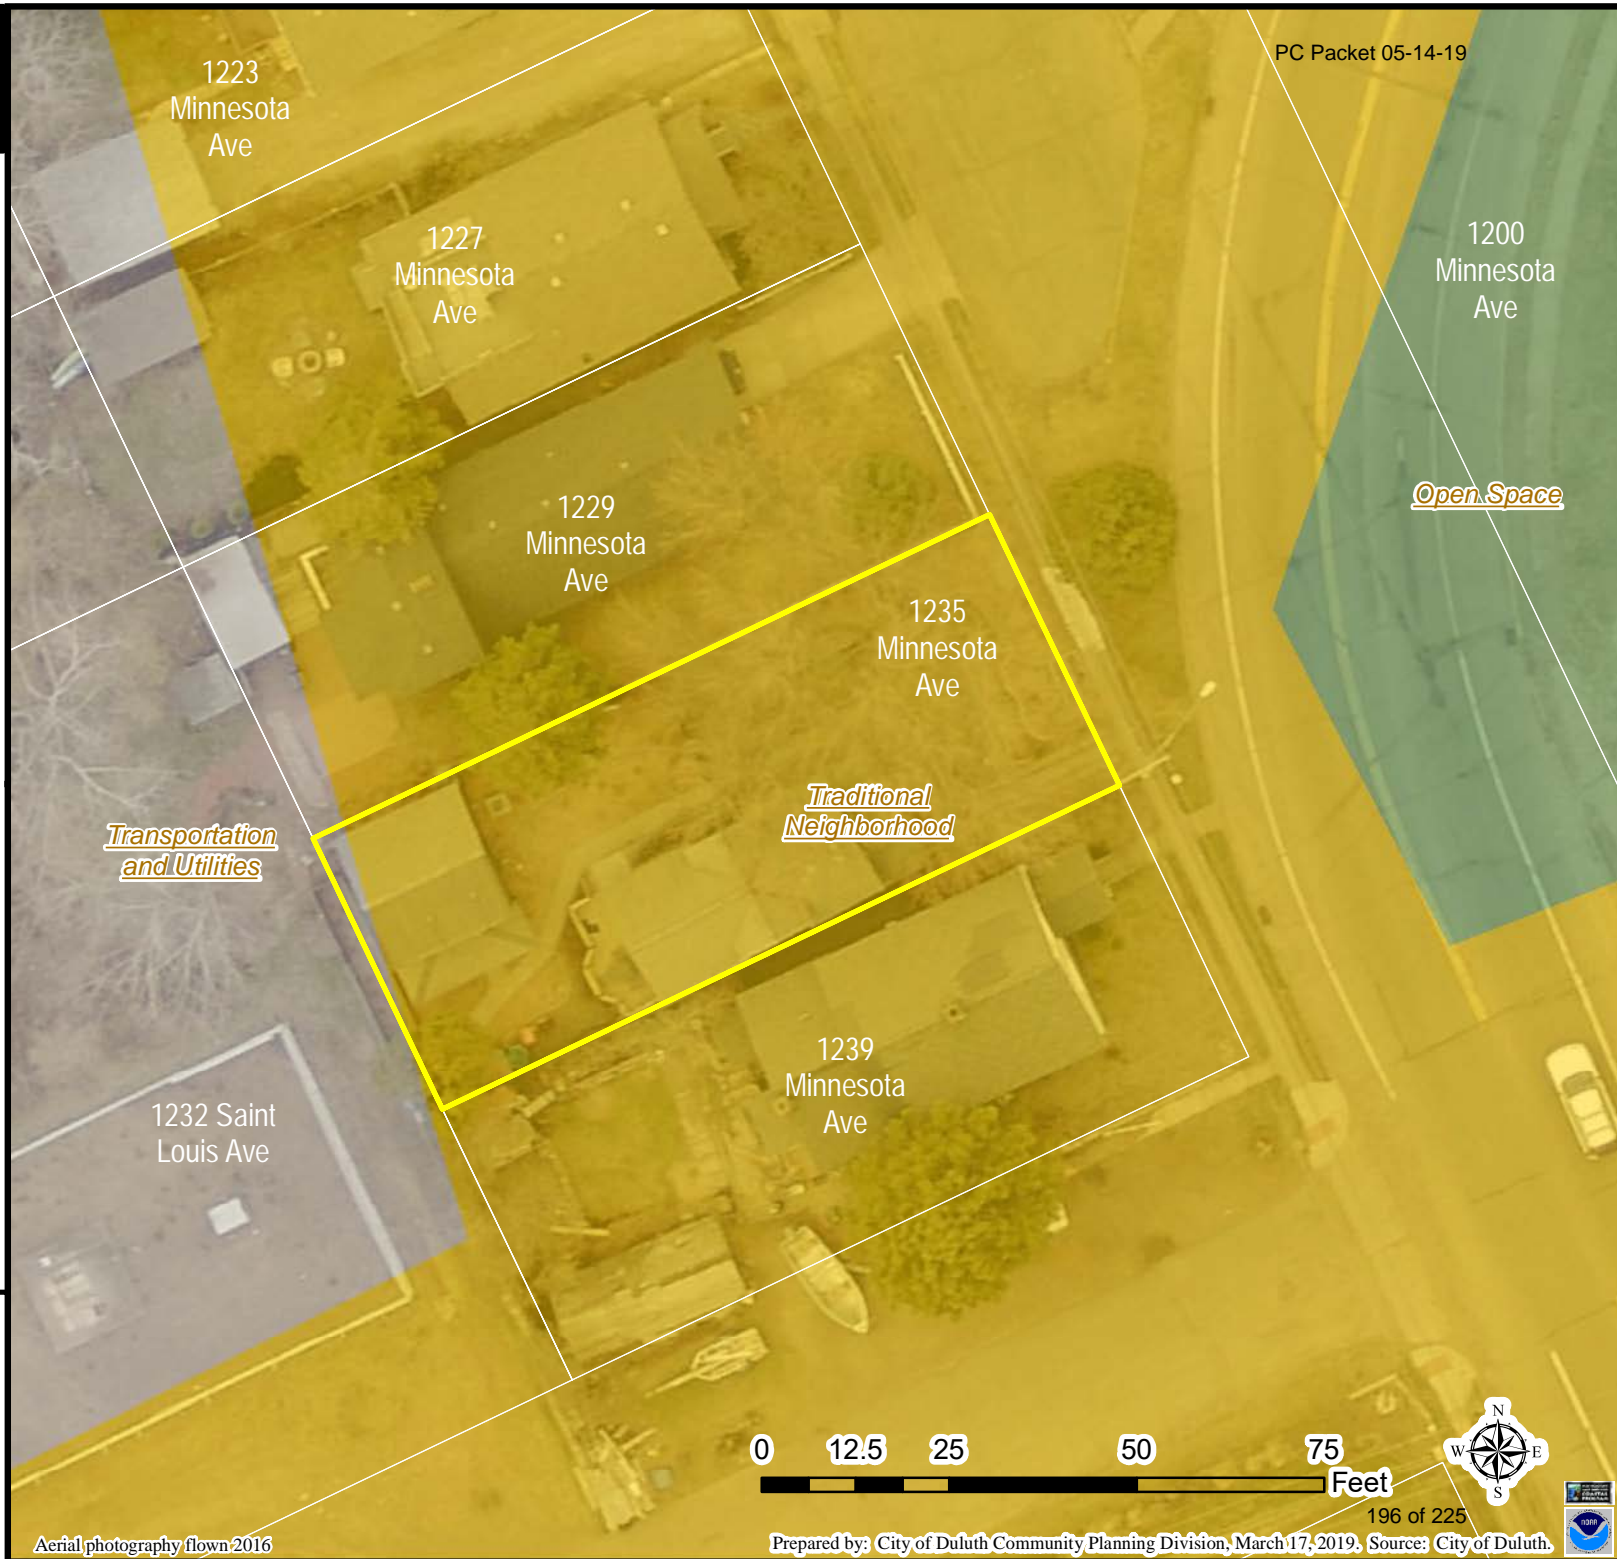 PC Packet 05-14-19
1223
Minnesota
Ave
1227
Minnesota
Ave
1200
Minnesota
Ave
Open Space
1229
Minnesota
Ave
1235
Minnesota
Ave
Traditional
Neighborhood
Transportation
and Utilities
1239
Minnesota
Ave
1232 Saint
Louis Ave
0 12.5 25 50 75
Feet
N
W E
S
196 of 225
Aerial photography flown 2016
Prepared by: City of Duluth Community Planning Division, March 17, 2019. Source: City of Duluth.
NOAA